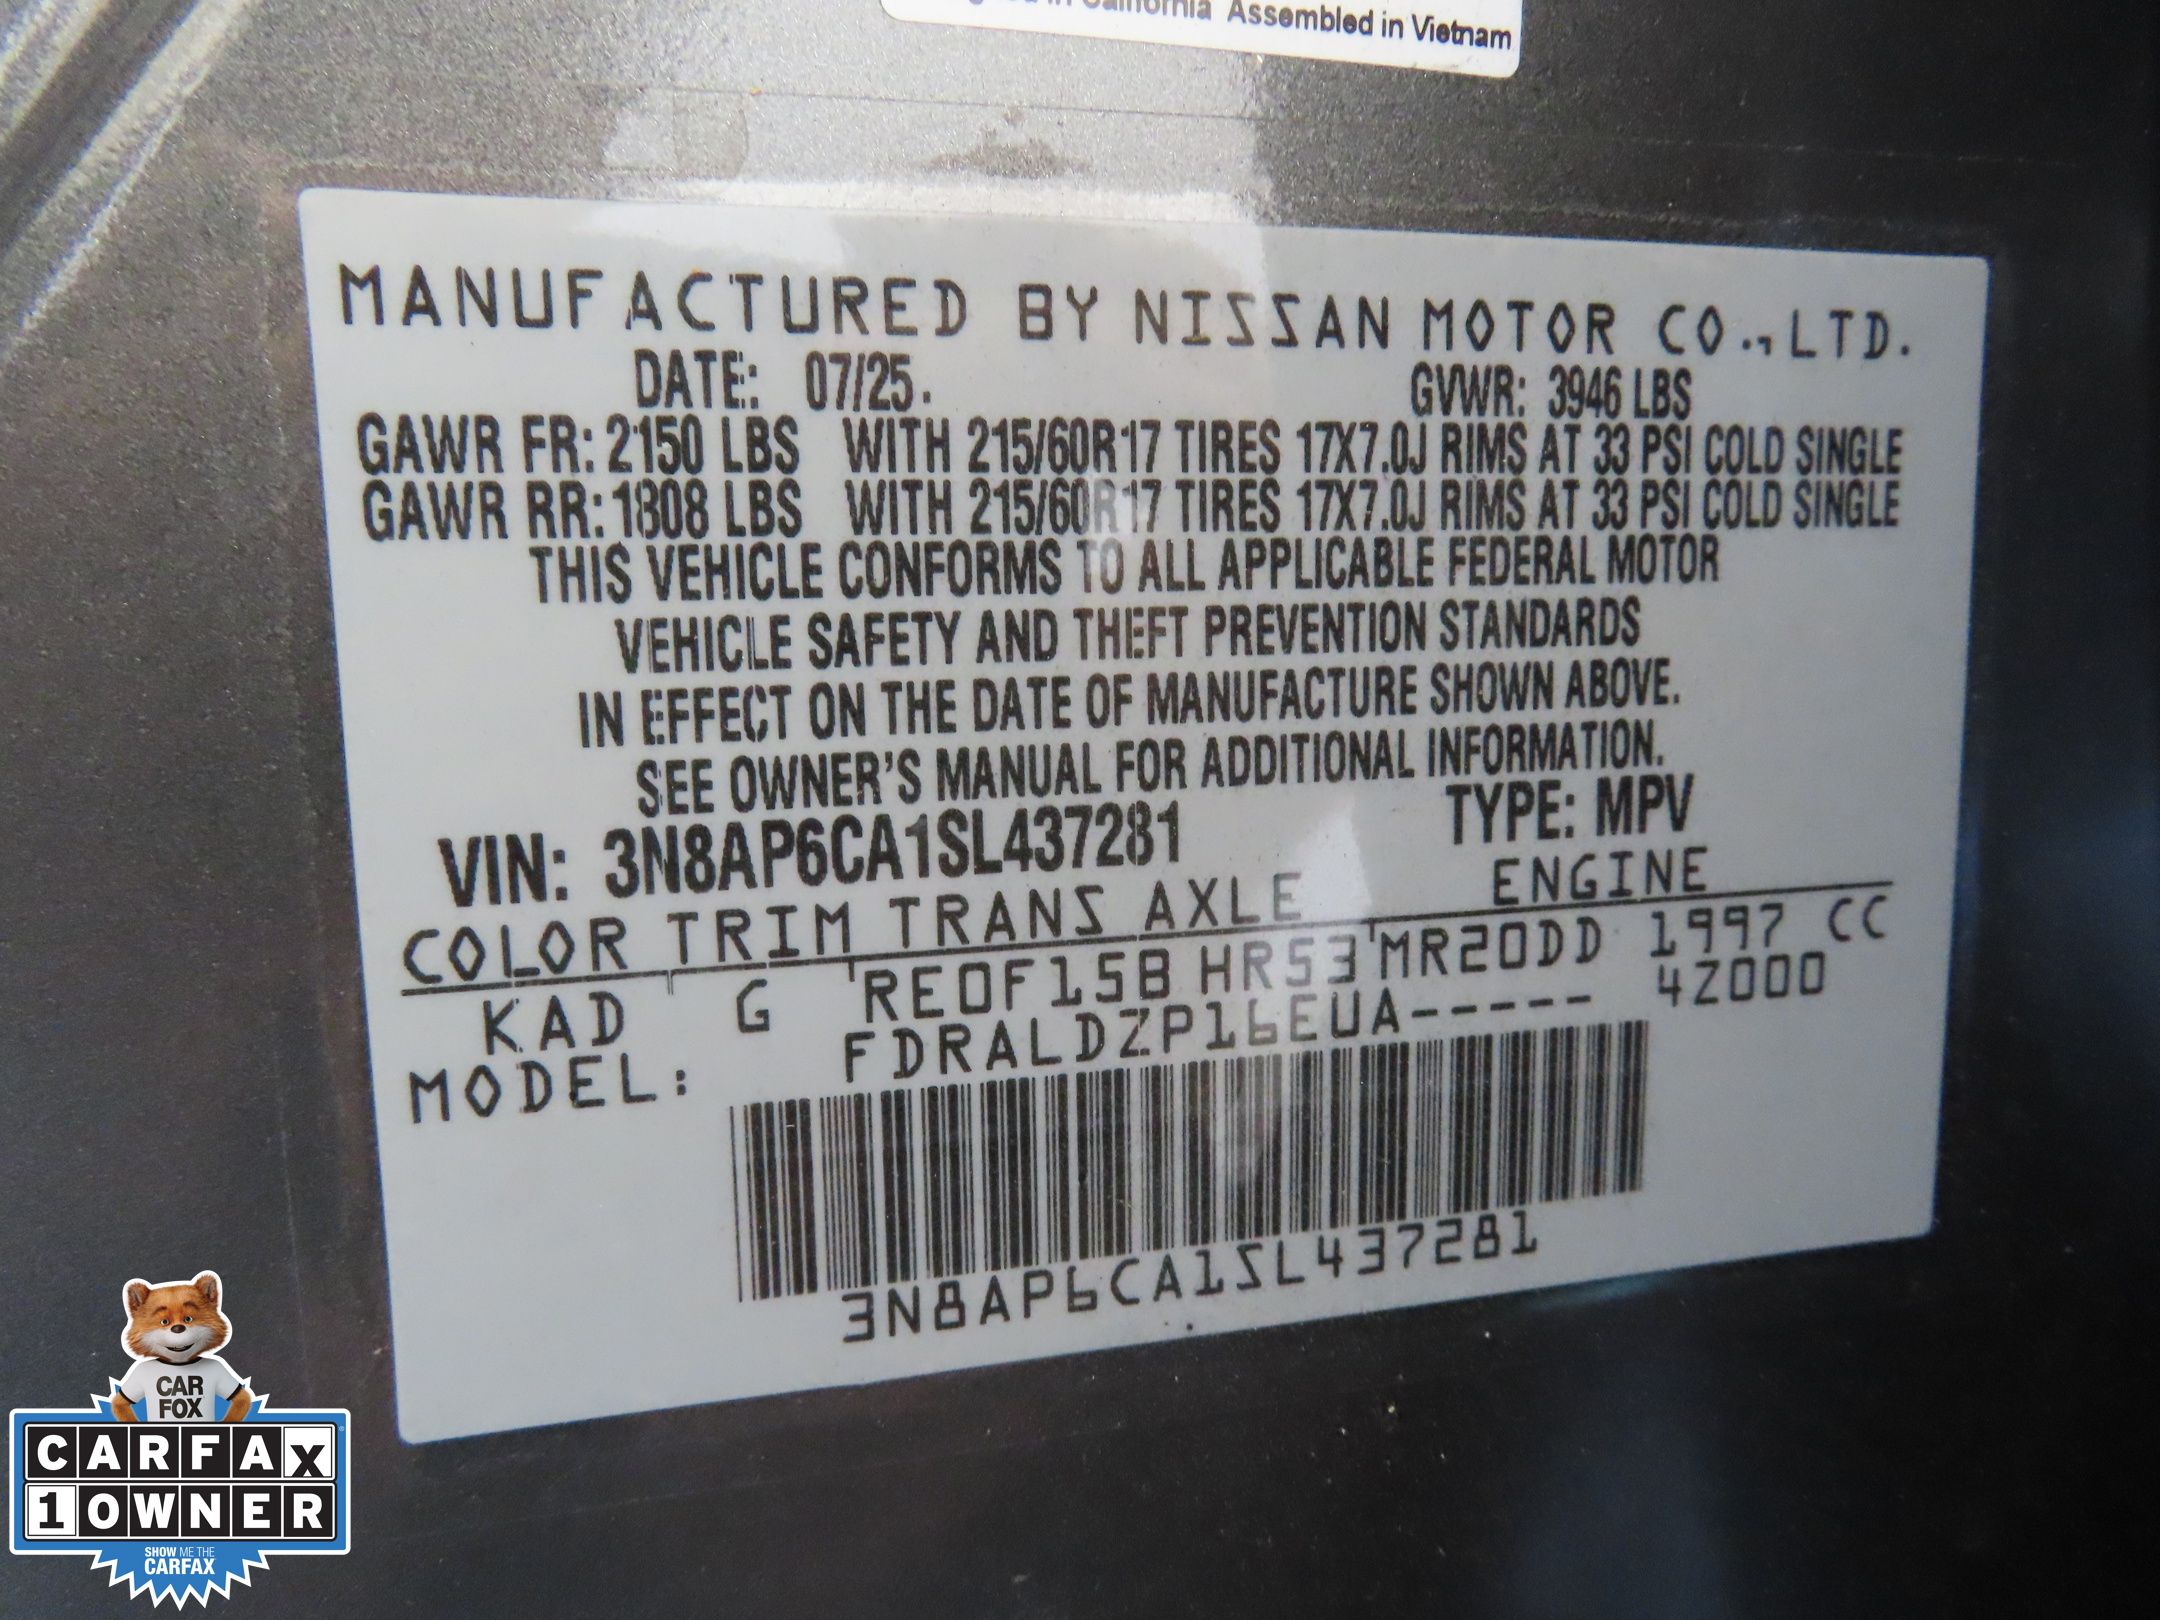 in California Assembled in Vietnam
MANUFACTURED BY NISSAN MOTOR CO., LTD.
DATE: 07/25. GVWR: 3946 LBS
GAWR FR: 2150 LBS WITH 215/60R17 TIRES 17X7.0J RIMS AT 33 PSI COLD SINGLE
GAWR RR: 1808 LBS WITH 215/60R17 TIRES 17X7.0J RIMS AT 33 PSI COLD SINGLE
THIS VEHICLE CONFORMS TO ALL APPLICABLE FEDERAL MOTOR
VEHICLE SAFETY AND THEFT PREVENTION STANDARDS
IN EFFECT ON THE DATE OF MANUFACTURE SHOWN ABOVE.
SEE OWNER'S MANUAL FOR ADDITIONAL INFORMATION.
VIN: 3N8AP6CA1SL437281 TYPE: MPV
COLOR TRIM TRANS AXLE ENGINE
KAD G RE0F15B HR53 MR20DD 1997 CC
MODEL: FDRALDZP16EUA----- 42000
3N8AP6CA1SL437281
CAR
FOX
CARFAX
1 OWNER
SHOW ME THE
CARFAX